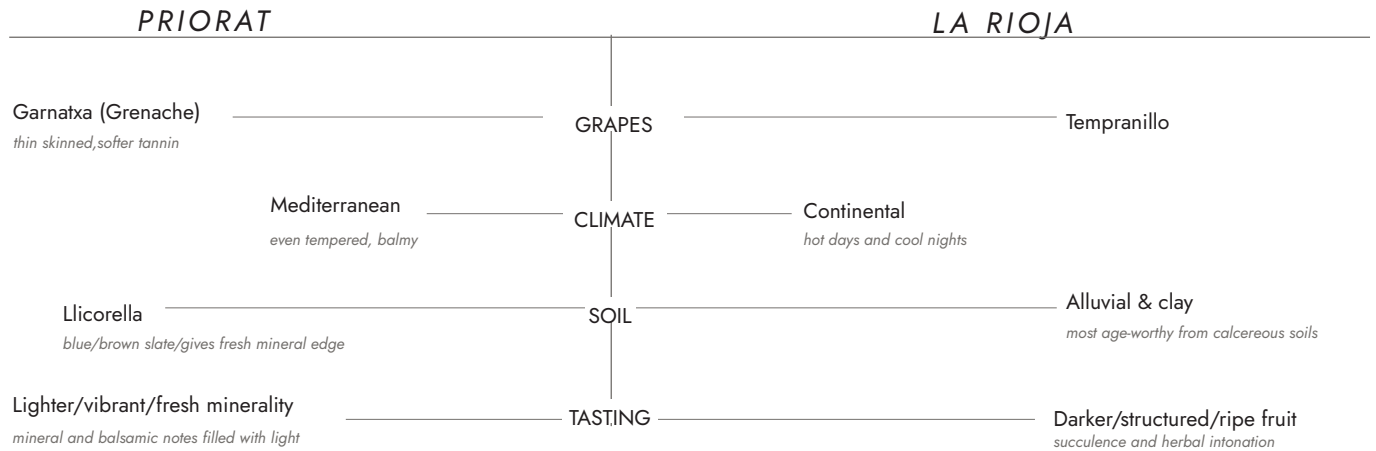 PRIORAT
LA RIOJA
Garnatxa (Grenache)
thin skinned,softer tannin
GRAPES
Tempranillo
Mediterranean
even tempered, balmy
CLIMATE
Continental
hot days and cool nights
Llicorella
blue/brown slate/gives fresh mineral edge
SOIL
Alluvial & clay
most age-worthy from calcereous soils
Lighter/vibrant/fresh minerality
mineral and balsamic notes filled with light
TASTING
Darker/structured/ripe fruit
succulence and herbal intonation